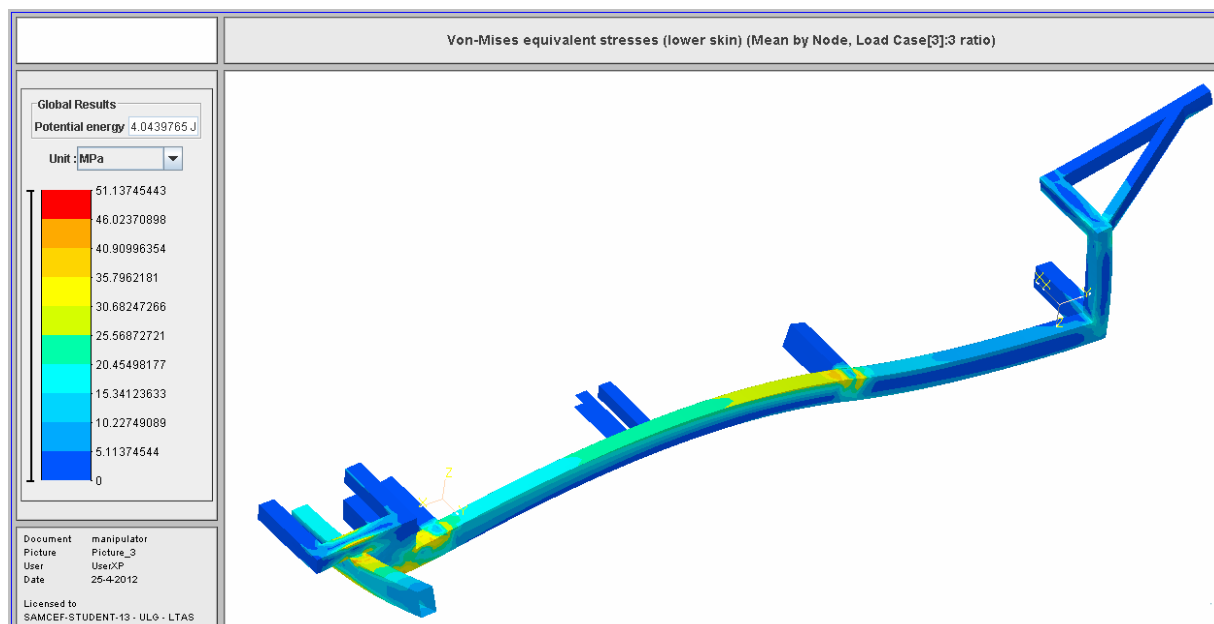 Von-Mises equivalent stresses (lower skin) (Mean by Node, Load Case[3]:3 ratio)
Global Results
Potential energy 4.0439765 J
Unit : MPa
51.13745443
46.02370898
40.90996354
35.7962181
30.68247266
25.56872721
20.45498177
15.34123633
10.22749089
5.11374544
0
Z
Y
Z
Document manipulator
Picture Picture_3
User UserXP
Date 25-4-2012
Licensed to
SAMCEF-STUDENT-13 - ULG - LTAS